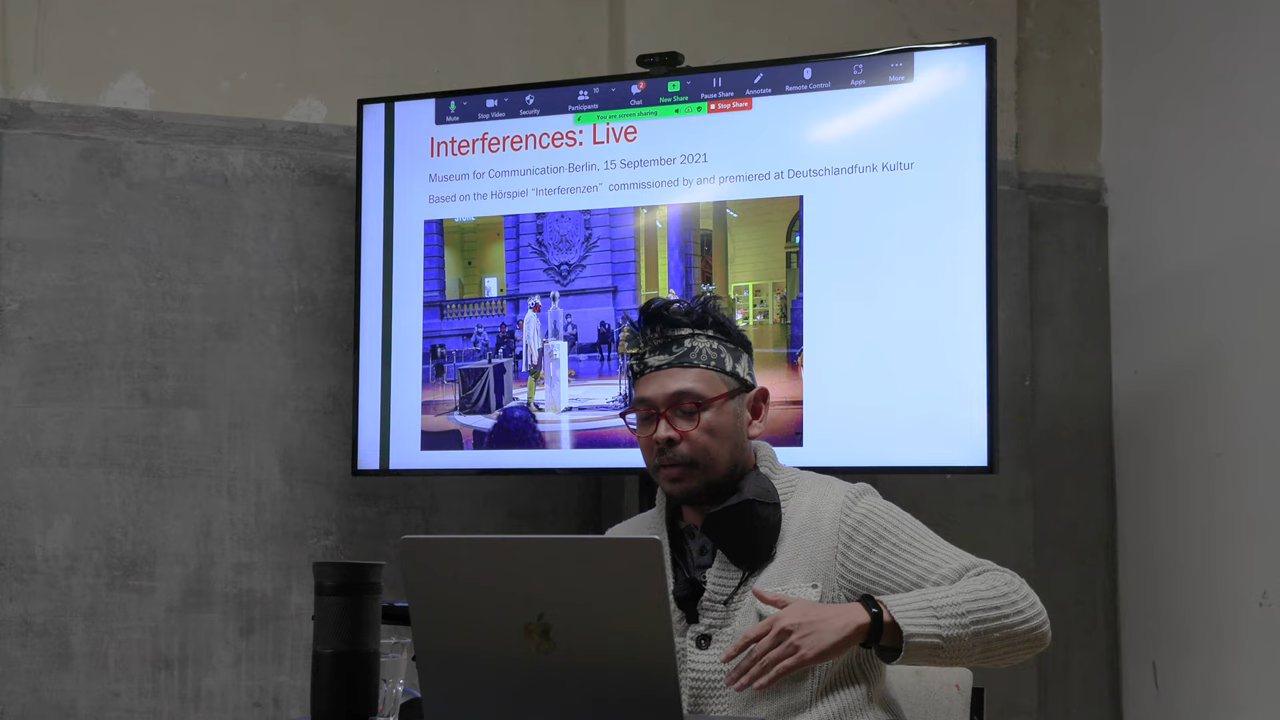 Mute
Stop Video
Security
10
Participants
2
Chat
New Share
Pause Share
Annotate
Remote Control
Apps
More
You are screen sharing
Stop Share
Interferences: Live
Museum for Communication-Berlin, 15 September 2021
Based on the Hörspiel “Interferenzen” commissioned by and premiered at Deutschlandfunk Kultur